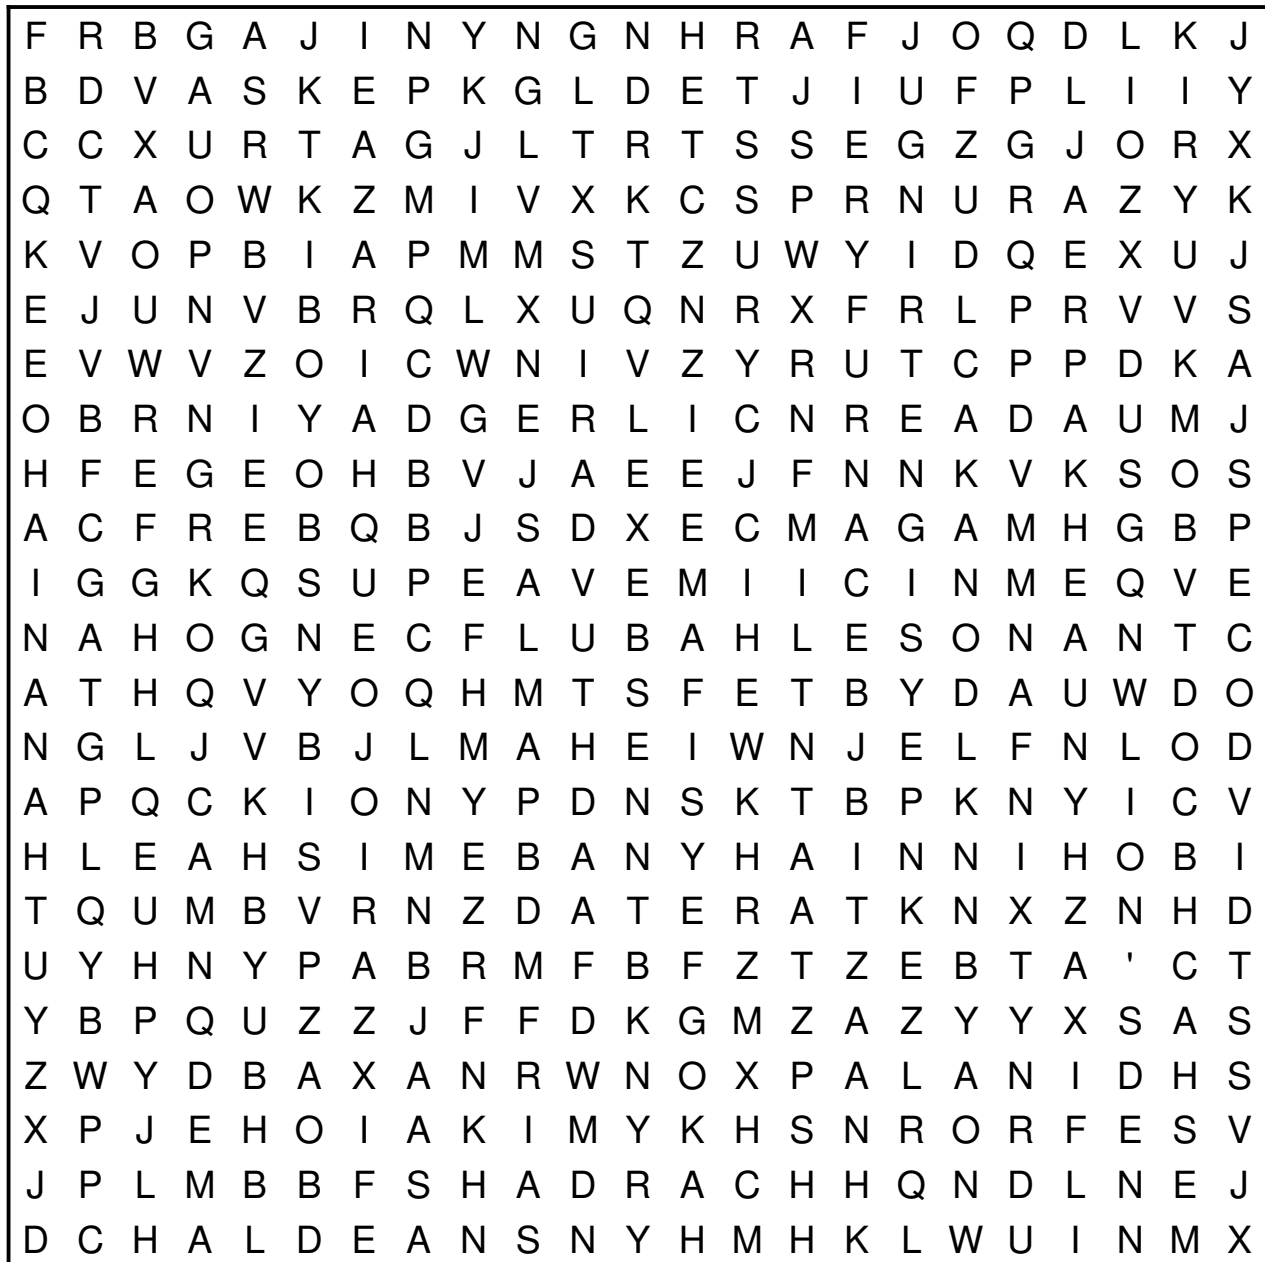 F R B G A J I N Y N G N H R A F J O Q D L K J
B D V A S K E P K G L D E T J I U F P L I I Y
C C X U R T A G J L T R T S S E G Z G J O R X
Q T A O W K Z M I V X K C S P R N U R A Z Y K
K V O P B I A P M M S T Z U W Y I D Q E X U J
E J U N V B R Q L X U Q N R X F R L P R V V S
E V W V Z O I C W N I V Z Y R U T C P P D K A
O B R N I Y A D G E R L I C N R E A D A U M J
H F E G E O H B V J A E E J F N N K V K S O S
A C F R E B Q B J S D X E C M A G A M H G B P
I G G K Q S U P E A V E M I I C I N M E Q V E
N A H O G N E C F L U B A H L E S O N A N T C
A T H Q V Y O Q H M T S F E T B Y D A U W D O
N G L J V B J L M A H E I W N J E L F N L O D
A P Q C K I O N Y P D N S K T B P K N Y I C V
H L E A H S I M E B A N Y H A I N N I H O B I
T Q U M B V R N Z D A T E R A T K N X Z N H D
U Y H N Y P A B R M F B F Z T Z E B T A ' C T
Y B P Q U Z Z J F F D K G M Z A Z Y Y X S A S
Z W Y D B A X A N R W N O X P A L A N I D H S
X P J E H O I A K I M Y K H S N R O R F E S V
J P L M B B F S H A D R A C H H Q N D L N E J
D C H A L D E A N S N Y H M H K L W U I N M X